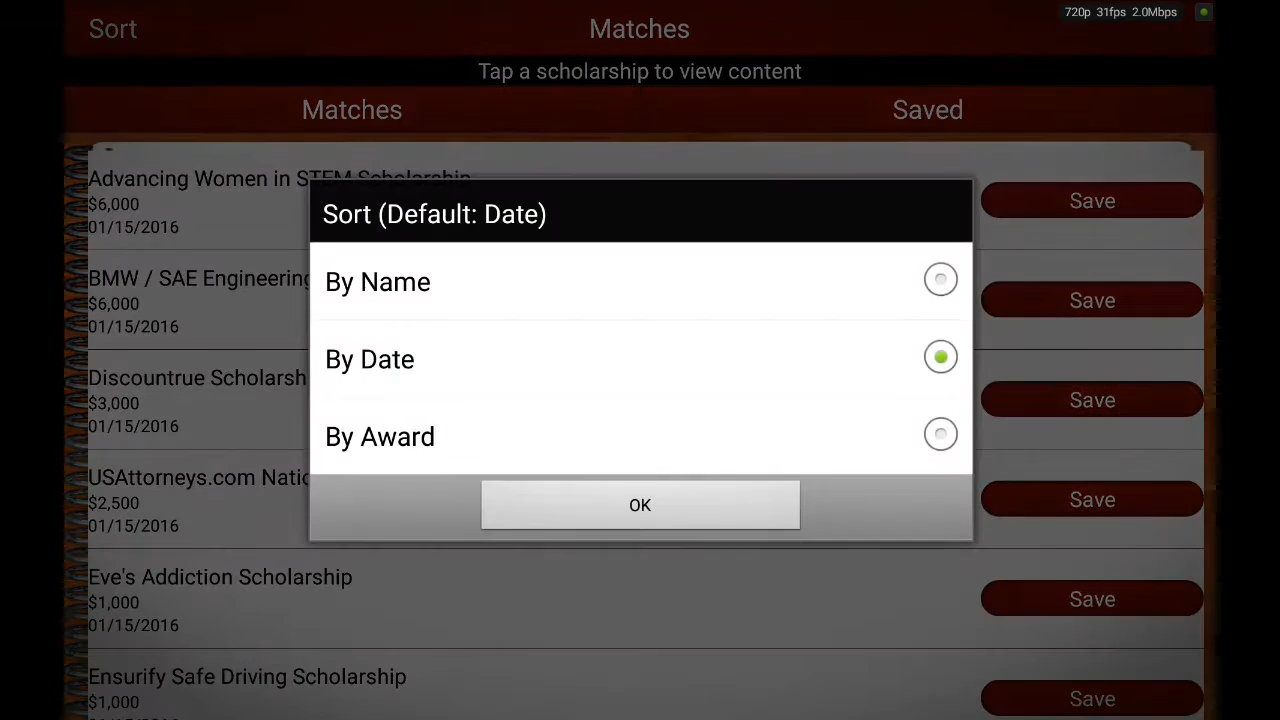 720p 31fps 2.0Mbps
Sort
Matches
Tap a scholarship to view content
Matches
Saved
Advancing Women in STEM Scholarship
$6,000
01/15/2016
Save
BMW / SAE Engineering
$6,000
01/15/2016
Save
Discountrue Scholarsh
$3,000
01/15/2016
Save
USAttorneys.com Natio
$2,500
01/15/2016
Save
Eve's Addiction Scholarship
$1,000
01/15/2016
Save
Ensurify Safe Driving Scholarship
$1,000
Save
Sort (Default: Date)
By Name
By Date
By Award
OK